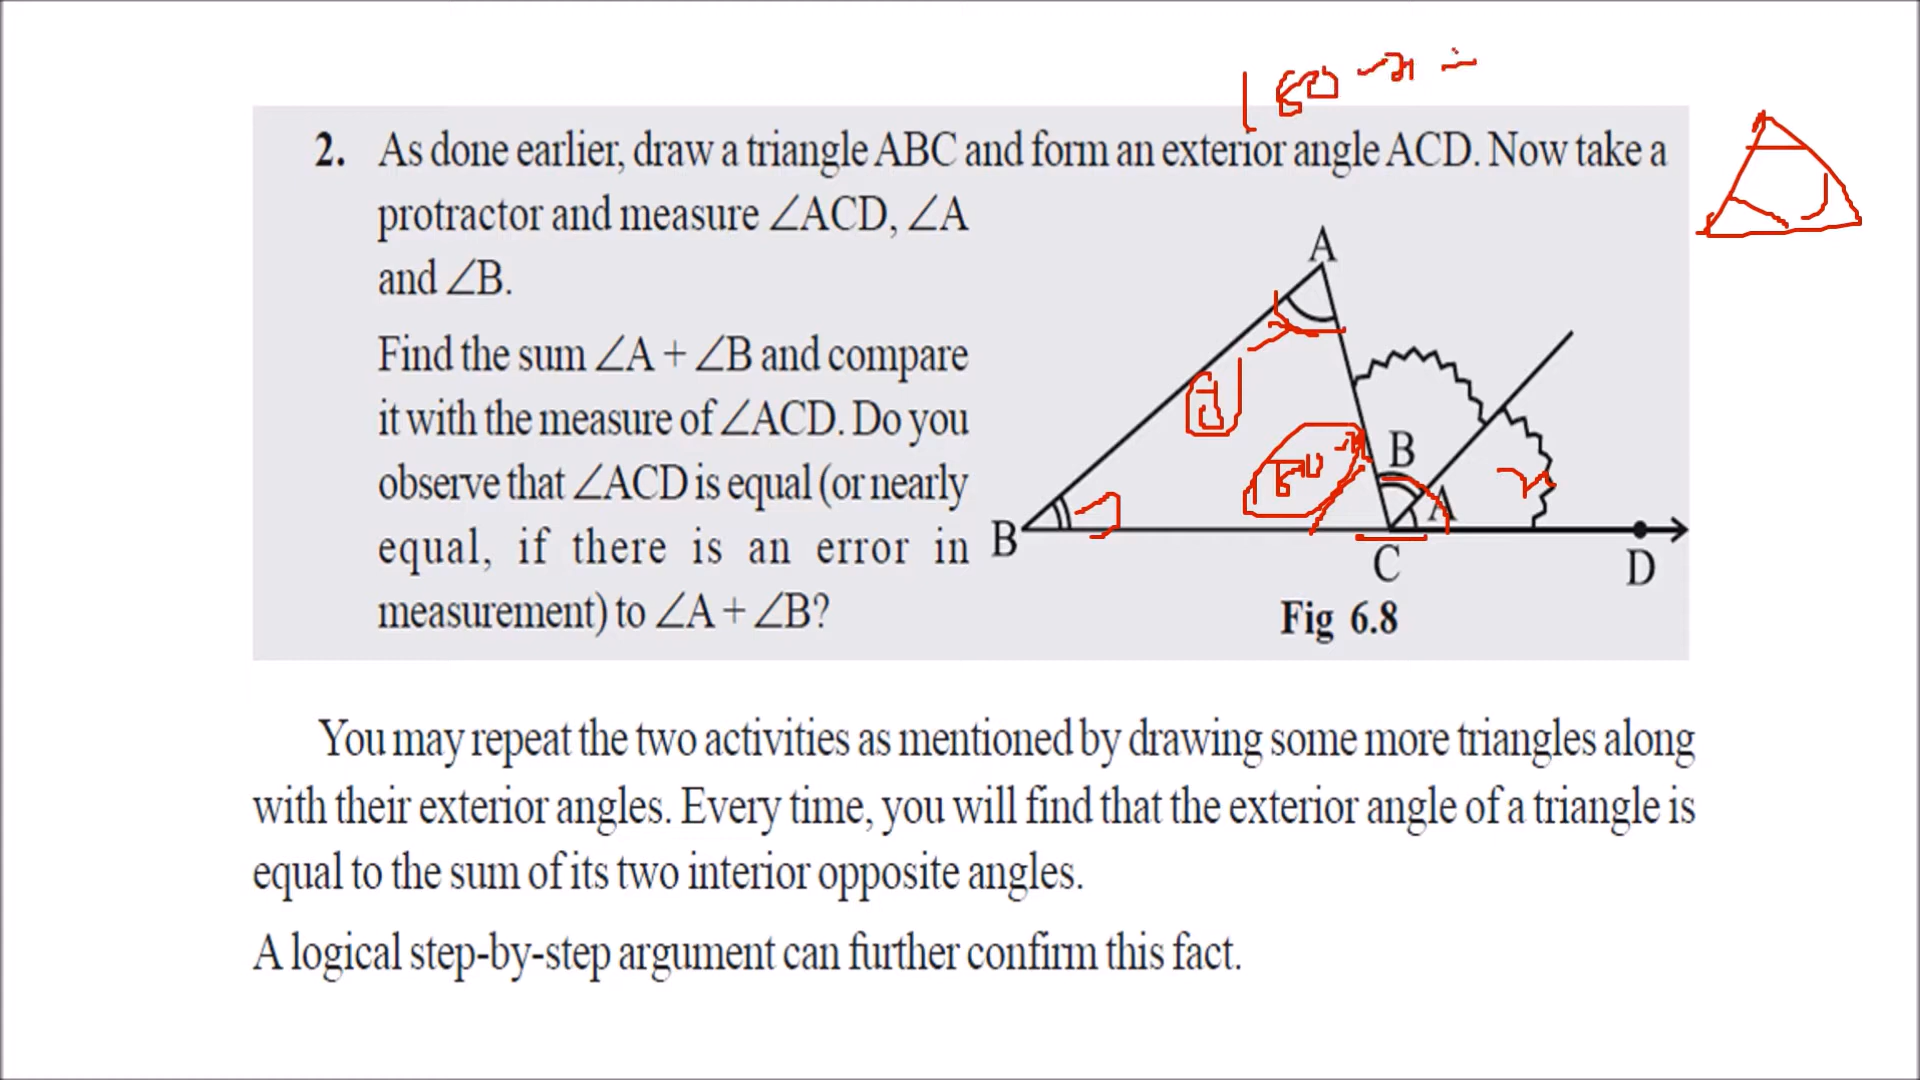 2. As done earlier, draw a triangle ABC and form an exterior angle ACD. Now take a
protractor and measure ∠ACD, ∠A
and ∠B.
Find the sum ∠A + ∠B and compare
it with the measure of ∠ACD. Do you
observe that ∠ACD is equal (or nearly
equal, if there is an error in
measurement) to ∠A + ∠B?
A
B
A
B
C
D
Fig 6.8
You may repeat the two activities as mentioned by drawing some more triangles along
with their exterior angles. Every time, you will find that the exterior angle of a triangle is
equal to the sum of its two interior opposite angles.
A logical step-by-step argument can further confirm this fact.